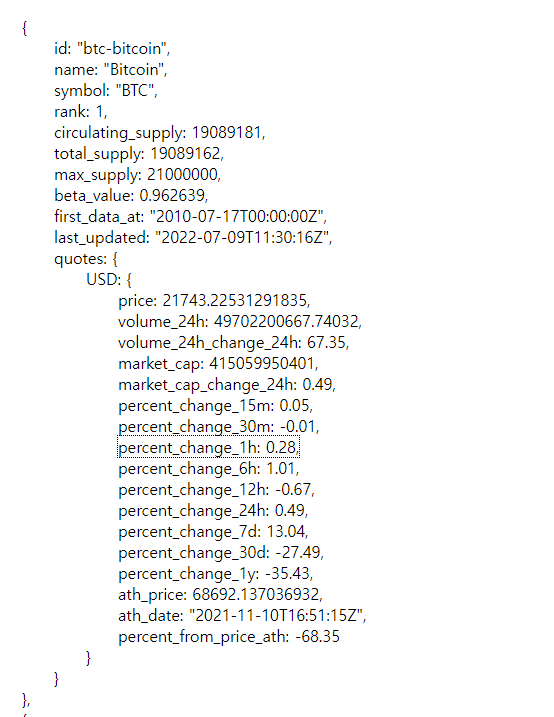 {
id: "btc-bitcoin",
name: "Bitcoin",
symbol: "BTC",
rank: 1,
circulating_supply: 19089181,
total_supply: 19089162,
max_supply: 21000000,
beta_value: 0.962639,
first_data_at: "2010-07-17T00:00:00Z",
last_updated: "2022-07-09T11:30:16Z",
quotes: {
USD: {
price: 21743.22531291835,
volume_24h: 49702200667.74032,
volume_24h_change_24h: 67.35,
market_cap: 415059950401,
market_cap_change_24h: 0.49,
percent_change_15m: 0.05,
percent_change_30m: -0.01,
percent_change_1h: 0.28,
percent_change_6h: 1.01,
percent_change_12h: -0.67,
percent_change_24h: 0.49,
percent_change_7d: 13.04,
percent_change_30d: -27.49,
percent_change_1y: -35.43,
ath_price: 68692.137036932,
ath_date: "2021-11-10T16:51:15Z",
percent_from_price_ath: -68.35
}
}
},